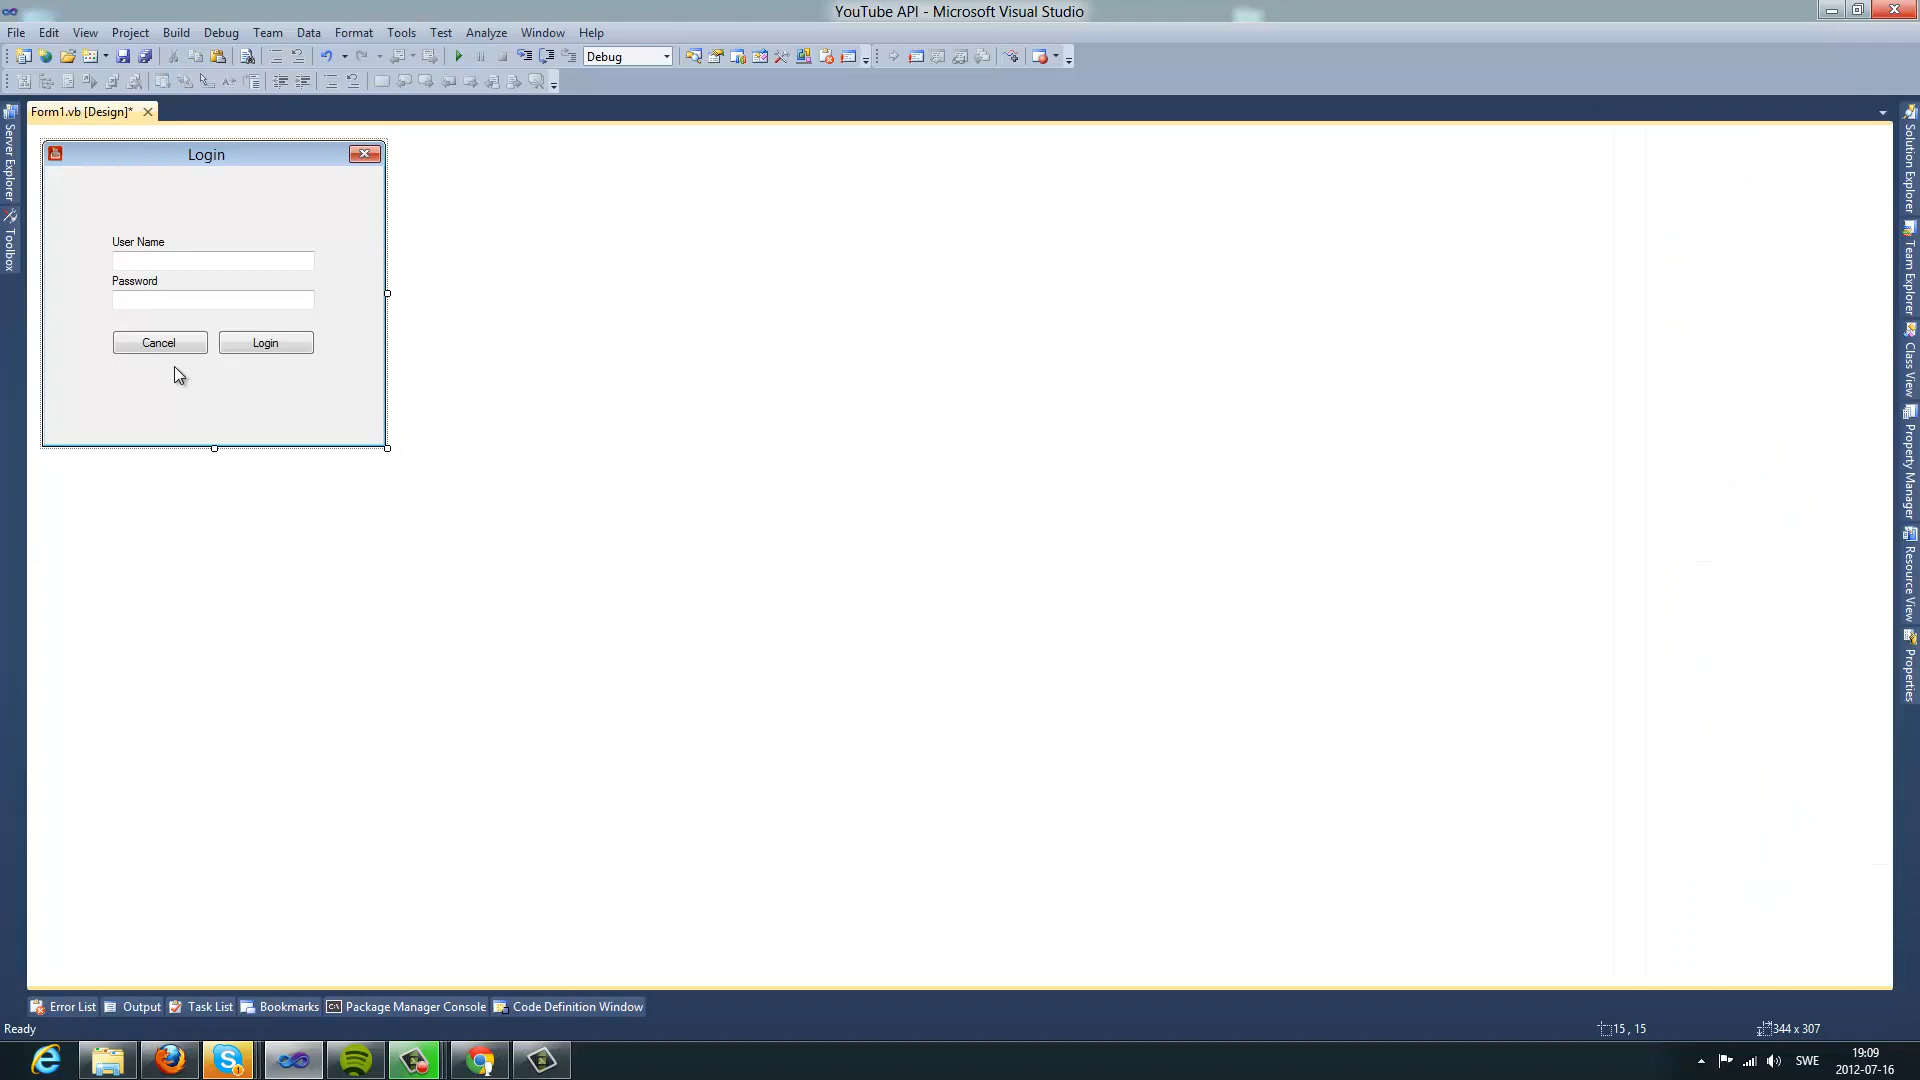 YouTube API - Microsoft Visual Studio
File Edit View Project Build Debug Team Data Format Tools Test Analyze Window Help
Debug
Form1.vb [Design]*
Server Explorer
Toolbox
Login
User Name
Password
Cancel Login
Solution Explorer
Team Explorer
Class View
Property Manager
Resource View
Properties
Error List Output Task List Bookmarks Package Manager Console Code Definition Window
Ready 15 , 15 344 x 307
SWE 19:09
2012-07-16